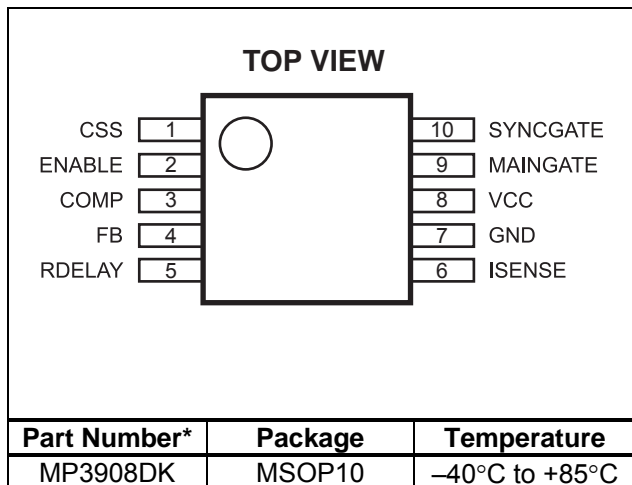 TOP VIEW
CSS 1 10 SYNCGATE
ENABLE 2 9 MAINGATE
COMP 3 8 VCC
FB 4 7 GND
RDELAY 5 6 ISENSE
Part Number* Package Temperature
MP3908DK MSOP10 –40°C to +85°C